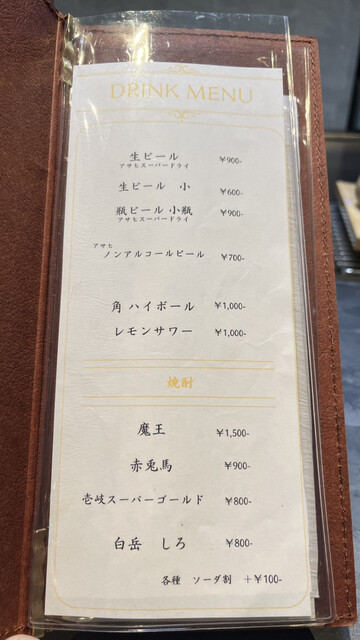 DRINK MENU
生ビール ¥900-
アサヒスーパードライ
生ビール 小 ¥600-
瓶ビール 小瓶 ¥900-
アサヒスーパードライ
アサヒ
ノンアルコールビール ¥700-
角 ハイボール ¥1,000-
レモンサワー ¥1,000-
焼酎
魔王 ¥1,500-
赤兎馬 ¥900-
壱岐スーパーゴールド ¥800-
白岳 しろ ¥800-
各種 ソーダ割 +¥100-